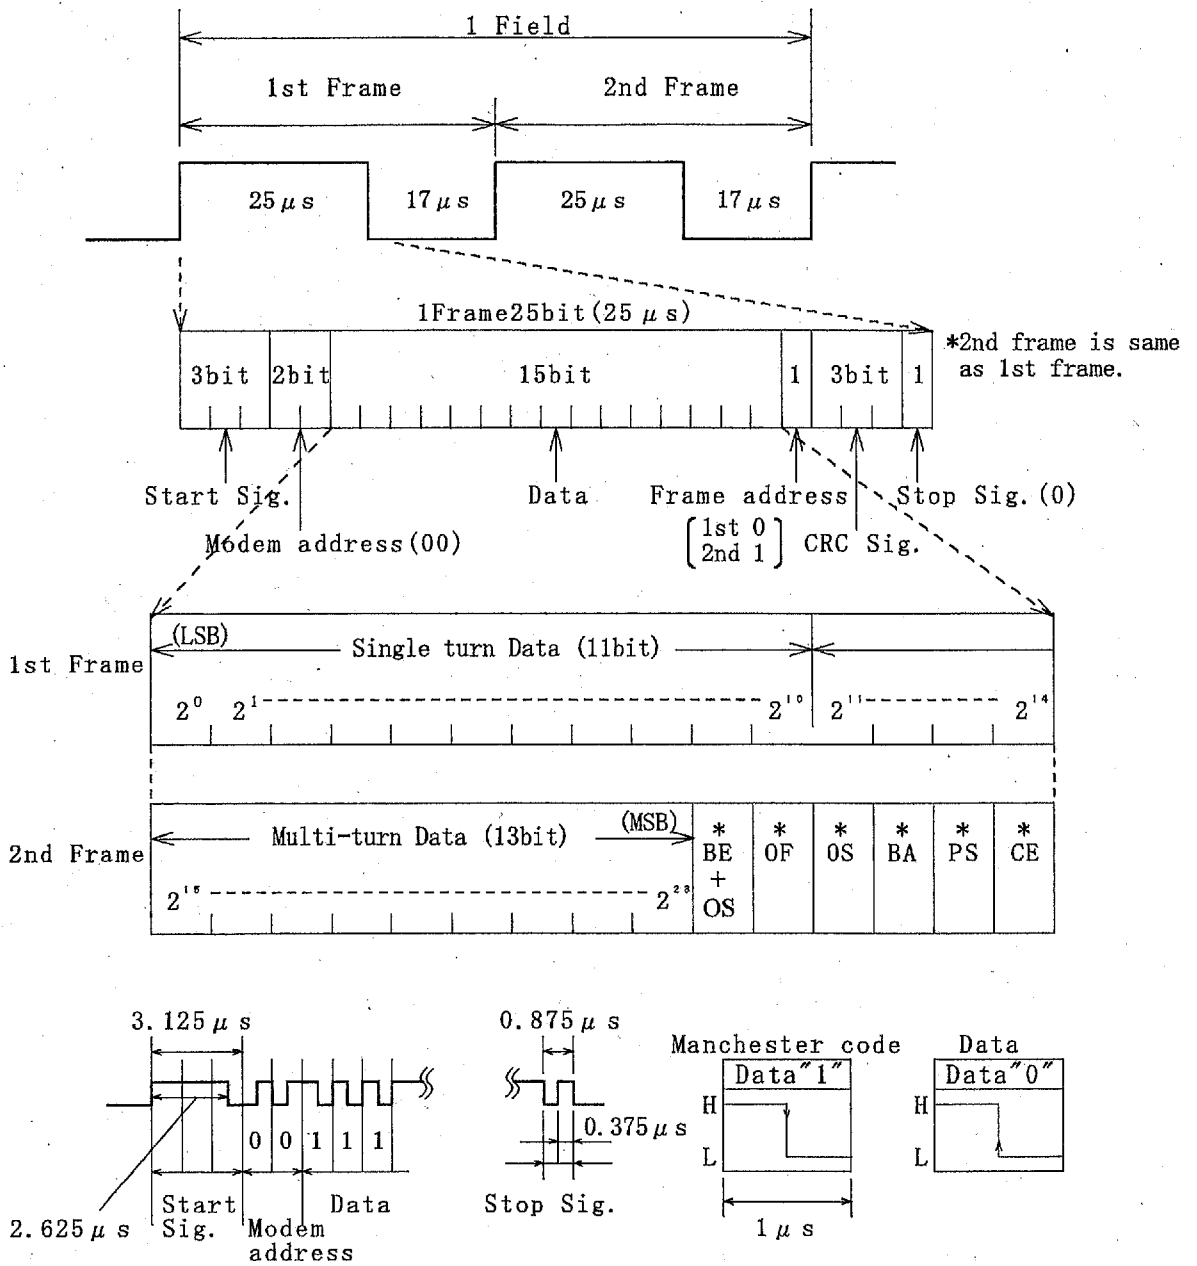 1 Field
1st Frame 2nd Frame
25μs 17μs 25μs 17μs
1Frame25bit(25μs)
*2nd frame is same
as 1st frame.
3bit 2bit 15bit 1 3bit 1
Start Sig. Data Frame address Stop Sig.(0)
Modem address(00) [1st 0 2nd 1] CRC Sig.
1st Frame
(LSB) Single turn Data (11bit)
2⁰ 2¹ 2¹⁰ 2¹¹ 2¹⁴
2nd Frame
Multi-turn Data (13bit) (MSB)
2¹⁵ 2²³
* BE + OS
* OF
* OS
* BA
* PS
* CE
3.125μs 0.875μs
Manchester code Data
Data"1" Data"0"
H H
L L
0 0 1 1 1
0.375μs
Start Sig. Data
Modem address
2.625μs
Stop Sig.
1μs